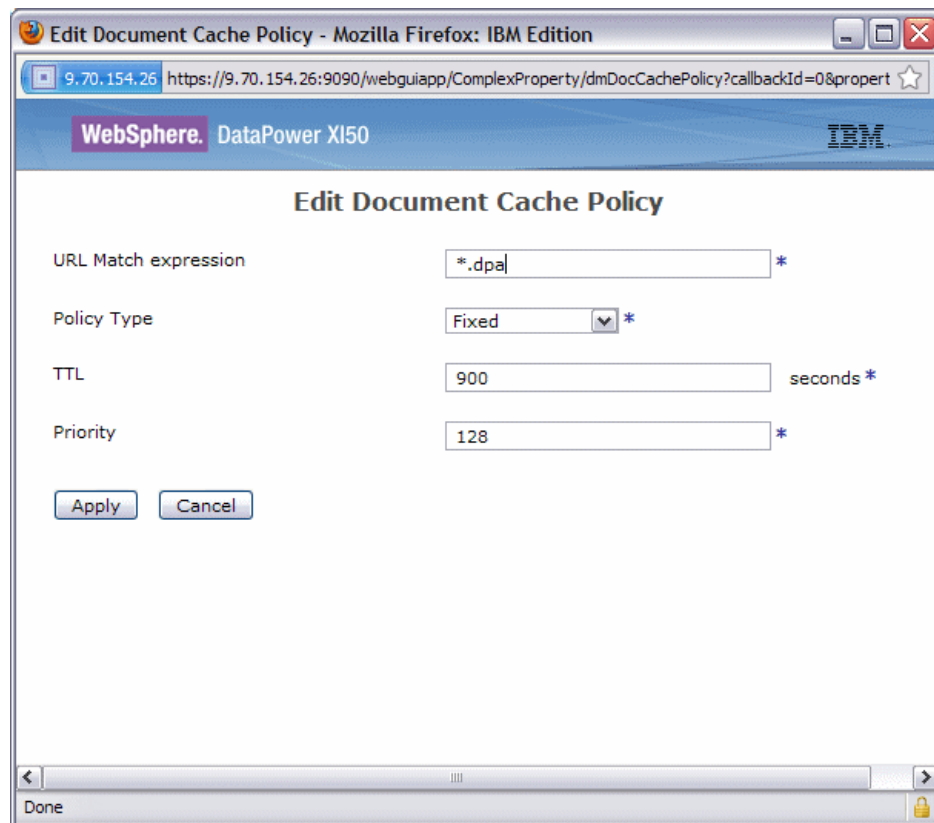 Edit Document Cache Policy - Mozilla Firefox: IBM Edition
9.70.154.26 https://9.70.154.26:9090/webguiapp/ComplexProperty/dmDocCachePolicy?callbackId=0&propert
WebSphere. DataPower XI50 IBM.
Edit Document Cache Policy
URL Match expression *.dpa *
Policy Type Fixed *
TTL 900 seconds *
Priority 128 *
Apply Cancel
Done